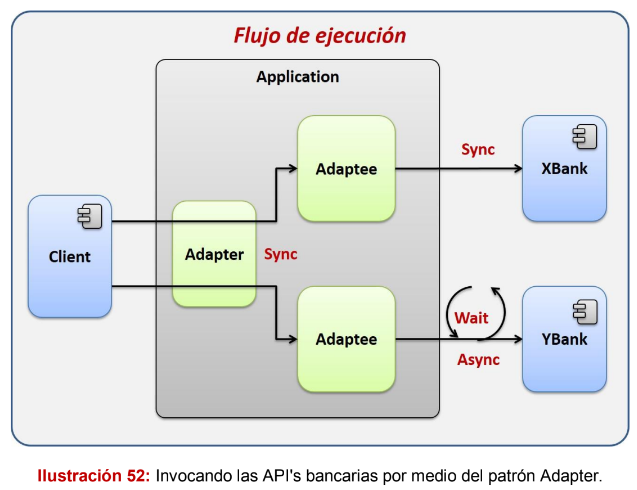 Flujo de ejecución
Application
Adaptee
Sync
XBank
Client
Adapter
Sync
Adaptee
Wait
Async
YBank
Ilustración 52: Invocando las API's bancarias por medio del patrón Adapter.